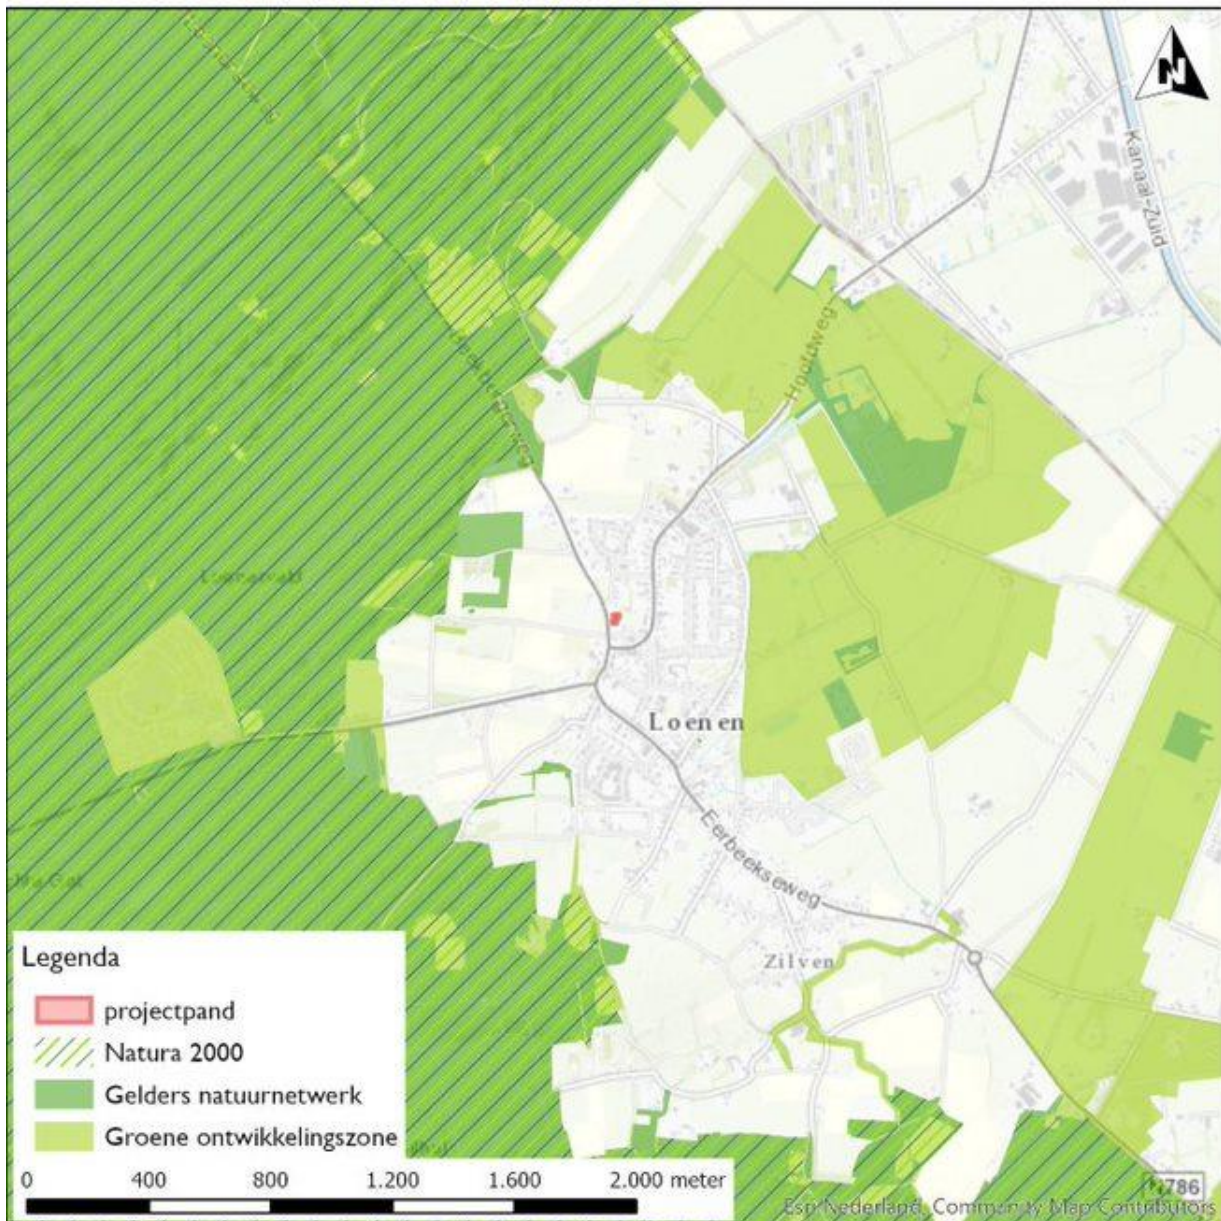 N
Kanaal-Zuid
Hoofdweg
Loenen
Eerbeekseweg
Zilven
Legenda
projectpand
Natura 2000
Gelders natuurnetwerk
Groene ontwikkelingszone
0 400 800 1.200 1.600 2.000 meter
N786
Esri Nederland, Community Map Contributors